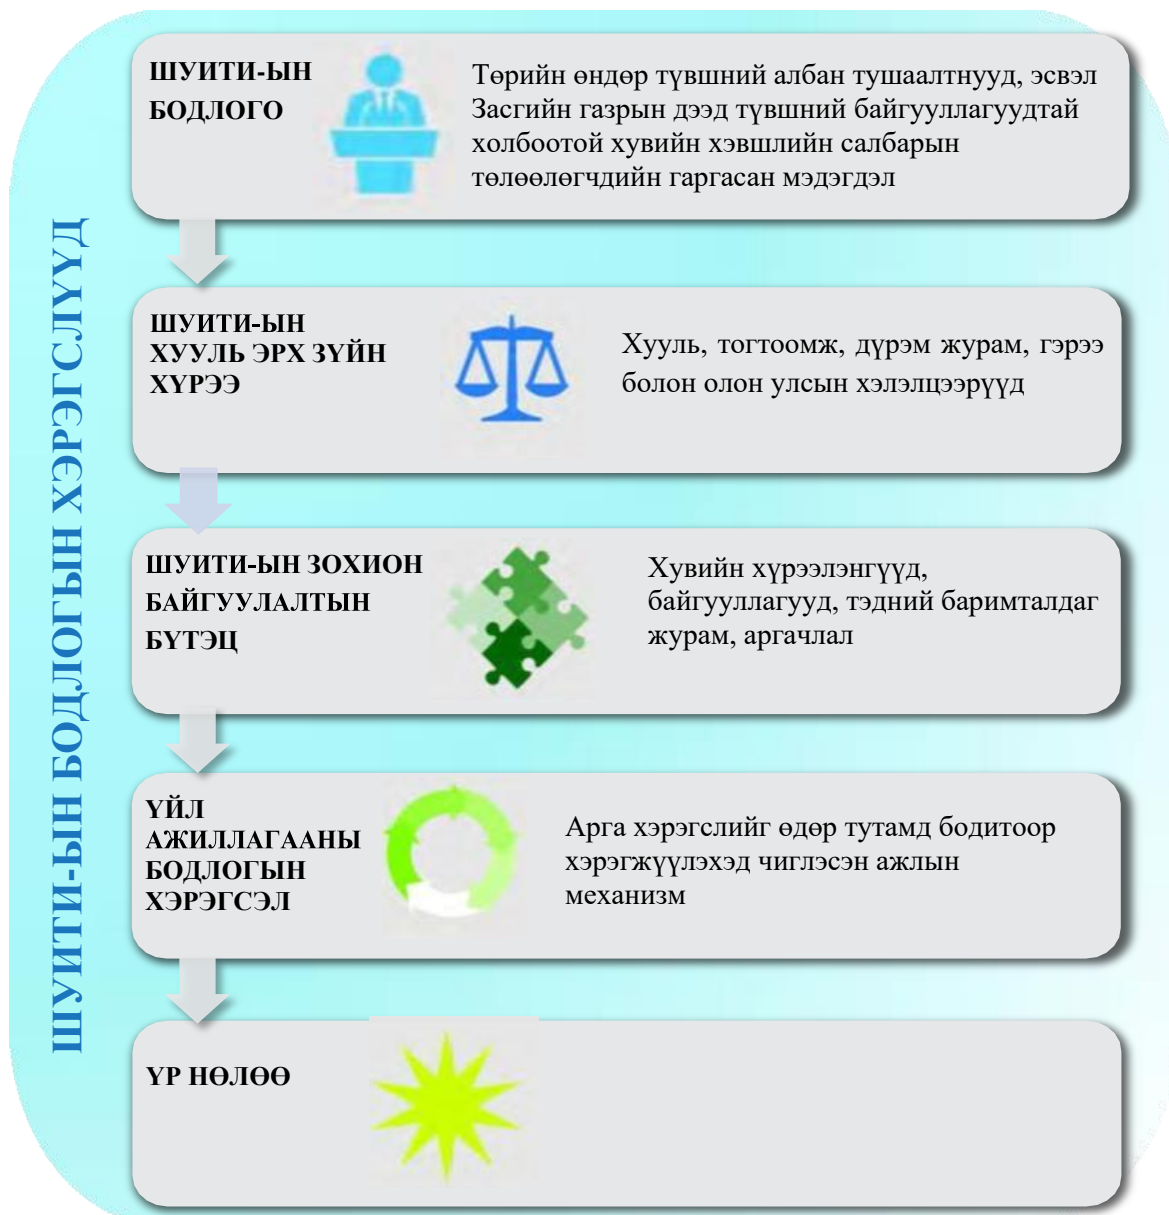 ШУИТИ-ЫН БОДЛОГЫН ХЭРЭГСЛҮҮД
ШУИТИ-ЫН
БОДЛОГО
Төрийн өндөр түвшний албан тушаалтнууд, эсвэл
Засгийн газрын дээд түвшний байгууллагуудтай
холбоотой хувийн хэвшлийн салбарын
төлөөлөгчдийн гаргасан мэдэгдэл
ШУИТИ-ЫН
ХУУЛЬ ЭРХ ЗҮЙН
ХҮРЭЭ
Хууль, тогтоомж, дүрэм журам, гэрээ
болон олон улсын хэлэлцээрүүд
ШУИТИ-ЫН ЗОХИОН
БАЙГУУЛАЛТЫН
БҮТЭЦ
Хувийн хүрээлэнгүүд,
байгууллагууд, тэдний баримталдаг
журам, аргачлал
ҮЙЛ
АЖИЛЛАГААНЫ
БОДЛОГЫН
ХЭРЭГСЭЛ
Арга хэрэгслийг өдөр тутамд бодитоор
хэрэгжүүлэхэд чиглэсэн ажлын
механизм
ҮР НӨЛӨӨ